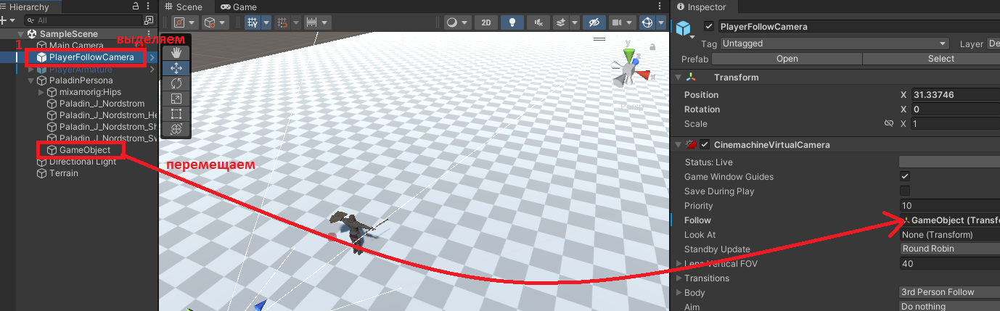 Hierarchy
All
SampleScene
1
выделяем
Main Camera
PlayerFollowCamera
PlayerArmature
PaladinPersona
mixamorig:Hips
Paladin_J_Nordstrom
Paladin_J_Nordstrom_He
Paladin_J_Nordstrom_Sh
Paladin_J_Nordstrom_Sv
GameObject
Directional Light
Terrain
Scene
Game
2D
y
x
z
Persp
перемещаем
Inspector
PlayerFollowCamera
Tag Untagged Layer De
Prefab Open Select
Transform
Position X 31.33746
Rotation X 0
Scale X 1
CinemachineVirtualCamera
Status: Live
Game Window Guides
Save During Play
Priority 10
Follow GameObject (Transfo
Look At None (Transform)
Standby Update Round Robin
Lens Vertical FOV 40
Transitions
Body 3rd Person Follow
Aim Do nothing